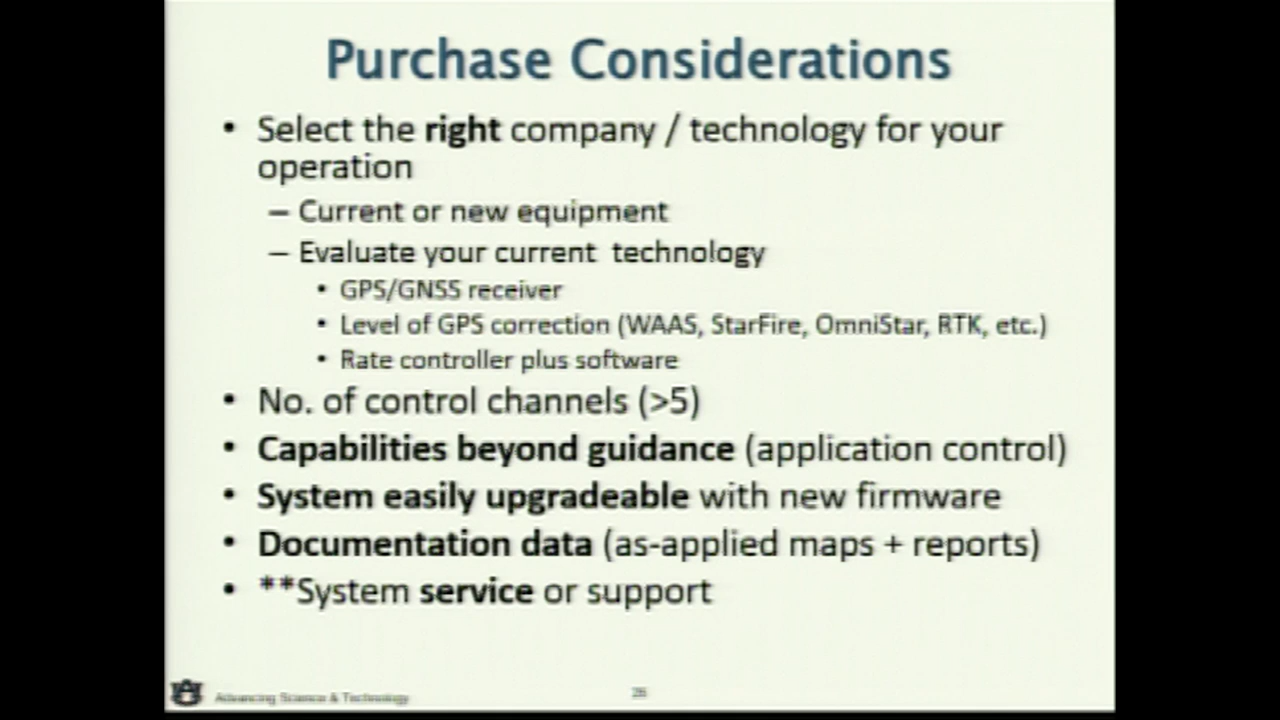 Purchase Considerations
• Select the right company / technology for your
operation
– Current or new equipment
– Evaluate your current technology
• GPS/GNSS receiver
• Level of GPS correction (WAAS, StarFire, OmniStar, RTK, etc.)
• Rate controller plus software
• No. of control channels (>5)
• Capabilities beyond guidance (application control)
• System easily upgradeable with new firmware
• Documentation data (as-applied maps + reports)
• **System service or support
Advancing Science & Technology